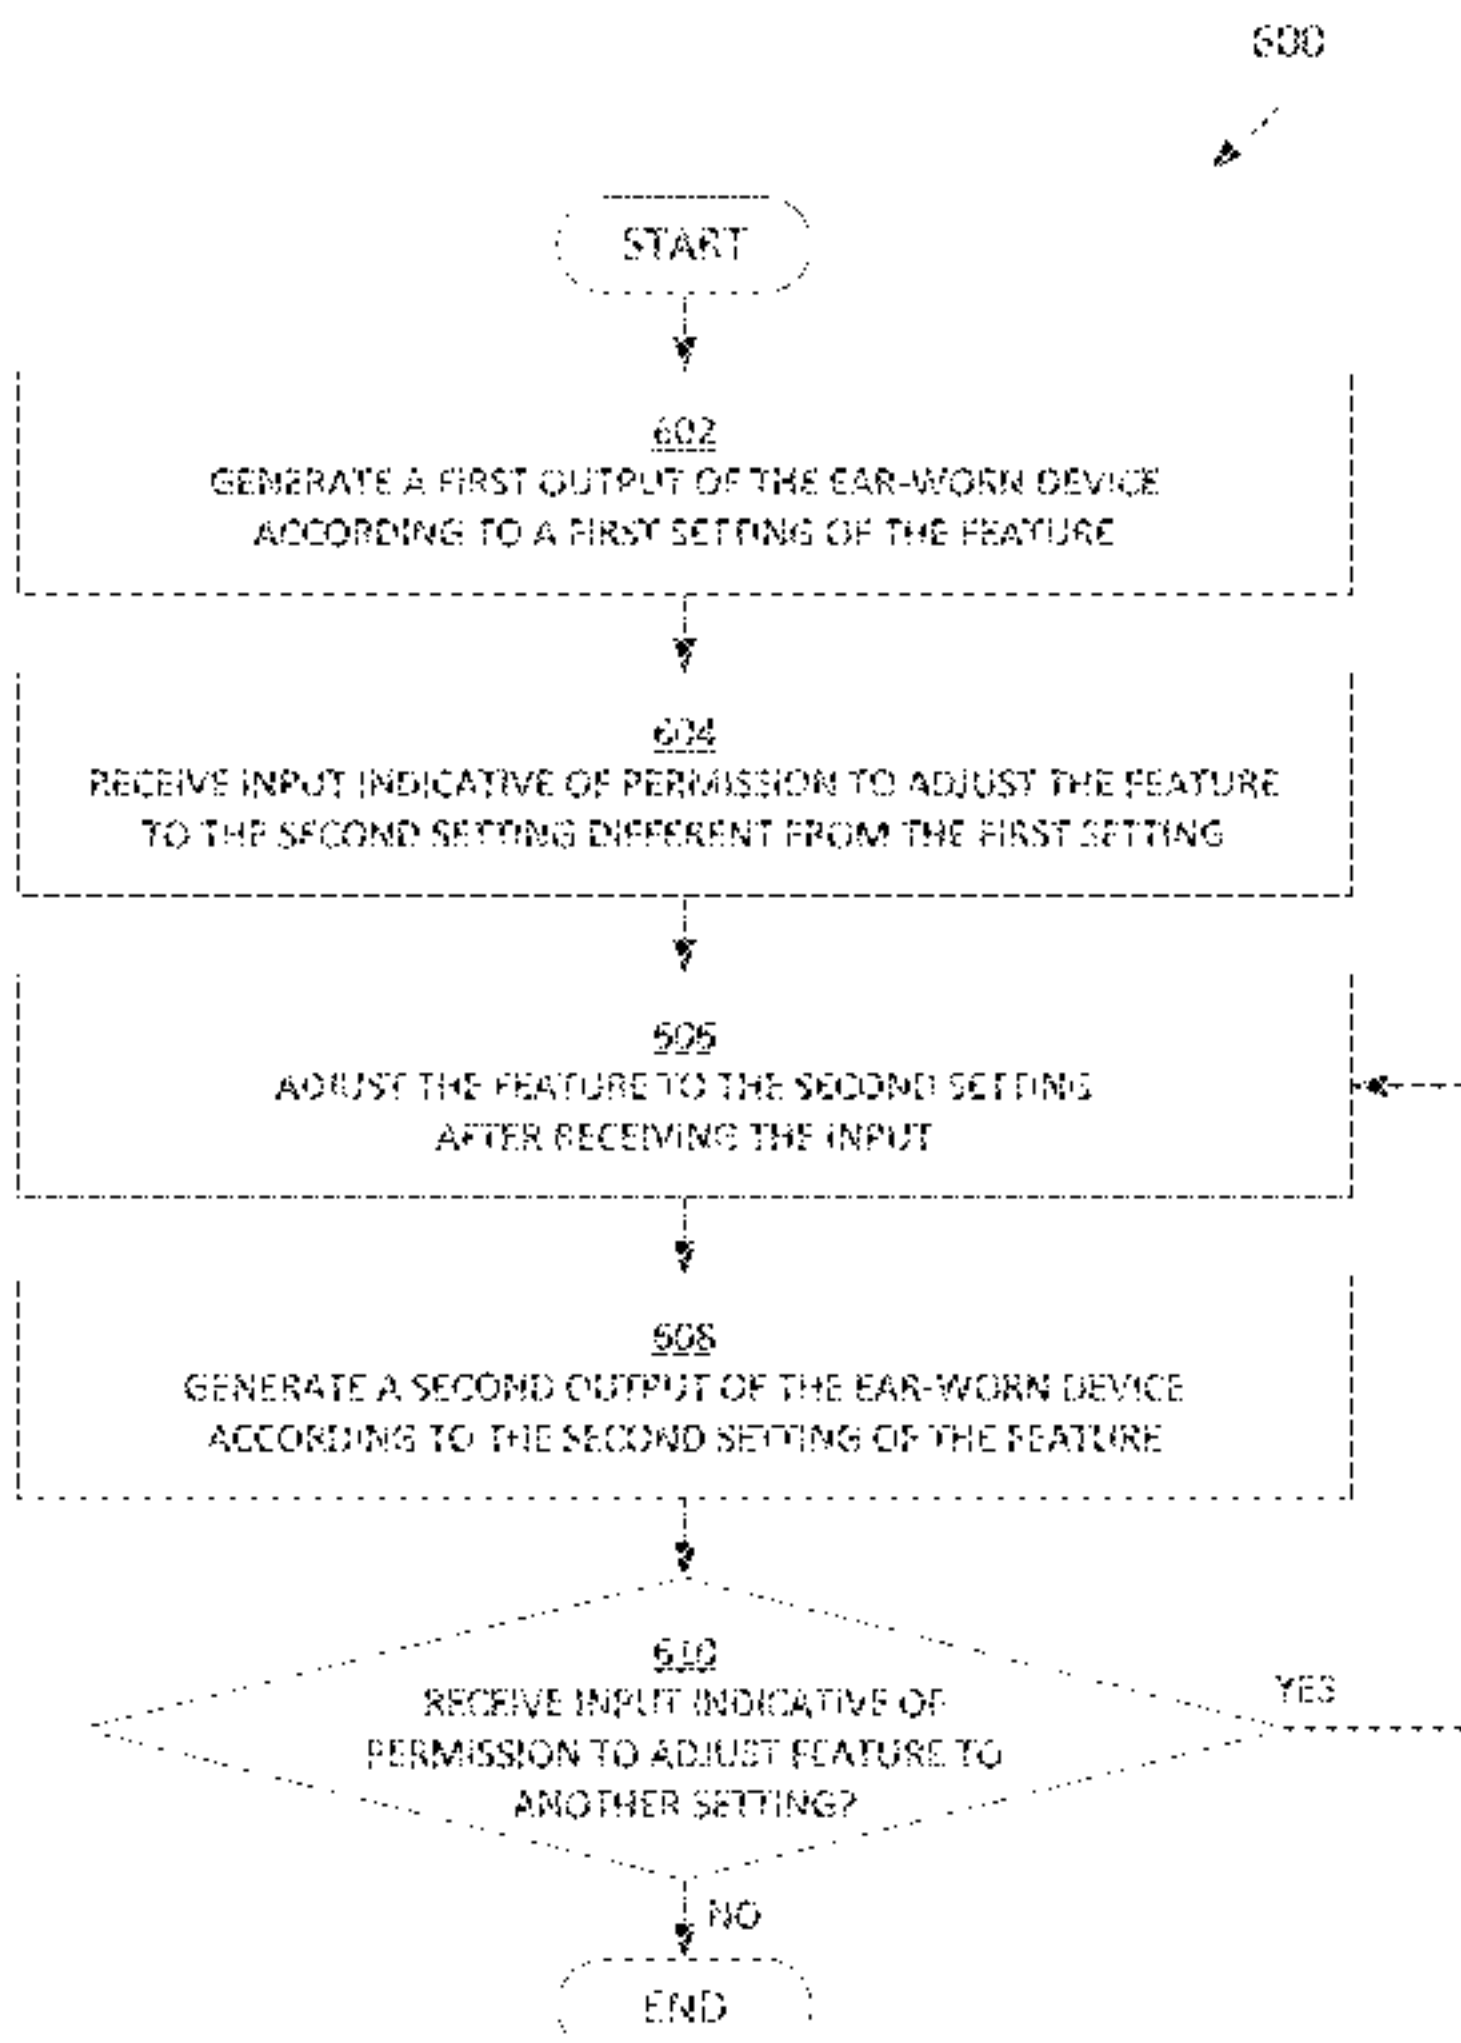 600
START
602
GENERATE A FIRST OUTPUT OF THE EAR-WORN DEVICE
ACCORDING TO A FIRST SETTING OF THE FEATURE
604
RECEIVE INPUT INDICATIVE OF PERMISSION TO ADJUST THE FEATURE
TO THE SECOND SETTING DIFFERENT FROM THE FIRST SETTING
606
ADJUST THE FEATURE TO THE SECOND SETTING
AFTER RECEIVING THE INPUT
608
GENERATE A SECOND OUTPUT OF THE EAR-WORN DEVICE
ACCORDING TO THE SECOND SETTING OF THE FEATURE
610
RECEIVE INPUT INDICATIVE OF
PERMISSION TO ADJUST FEATURE TO
ANOTHER SETTING?
YES
NO
END